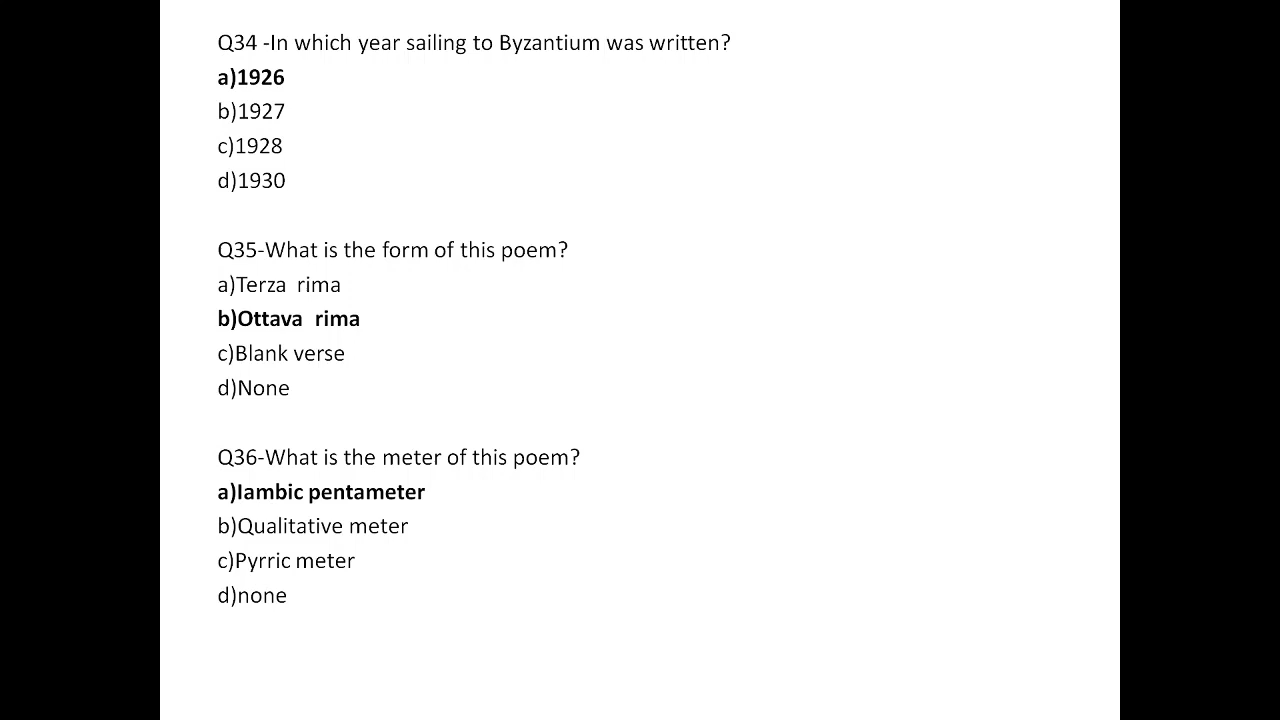 Q34 -In which year sailing to Byzantium was written?
a)1926
b)1927
c)1928
d)1930
Q35-What is the form of this poem?
a)Terza  rima
b)Ottava  rima
c)Blank verse
d)None
Q36-What is the meter of this poem?
a)Iambic pentameter
b)Qualitative meter
c)Pyrric meter
d)none